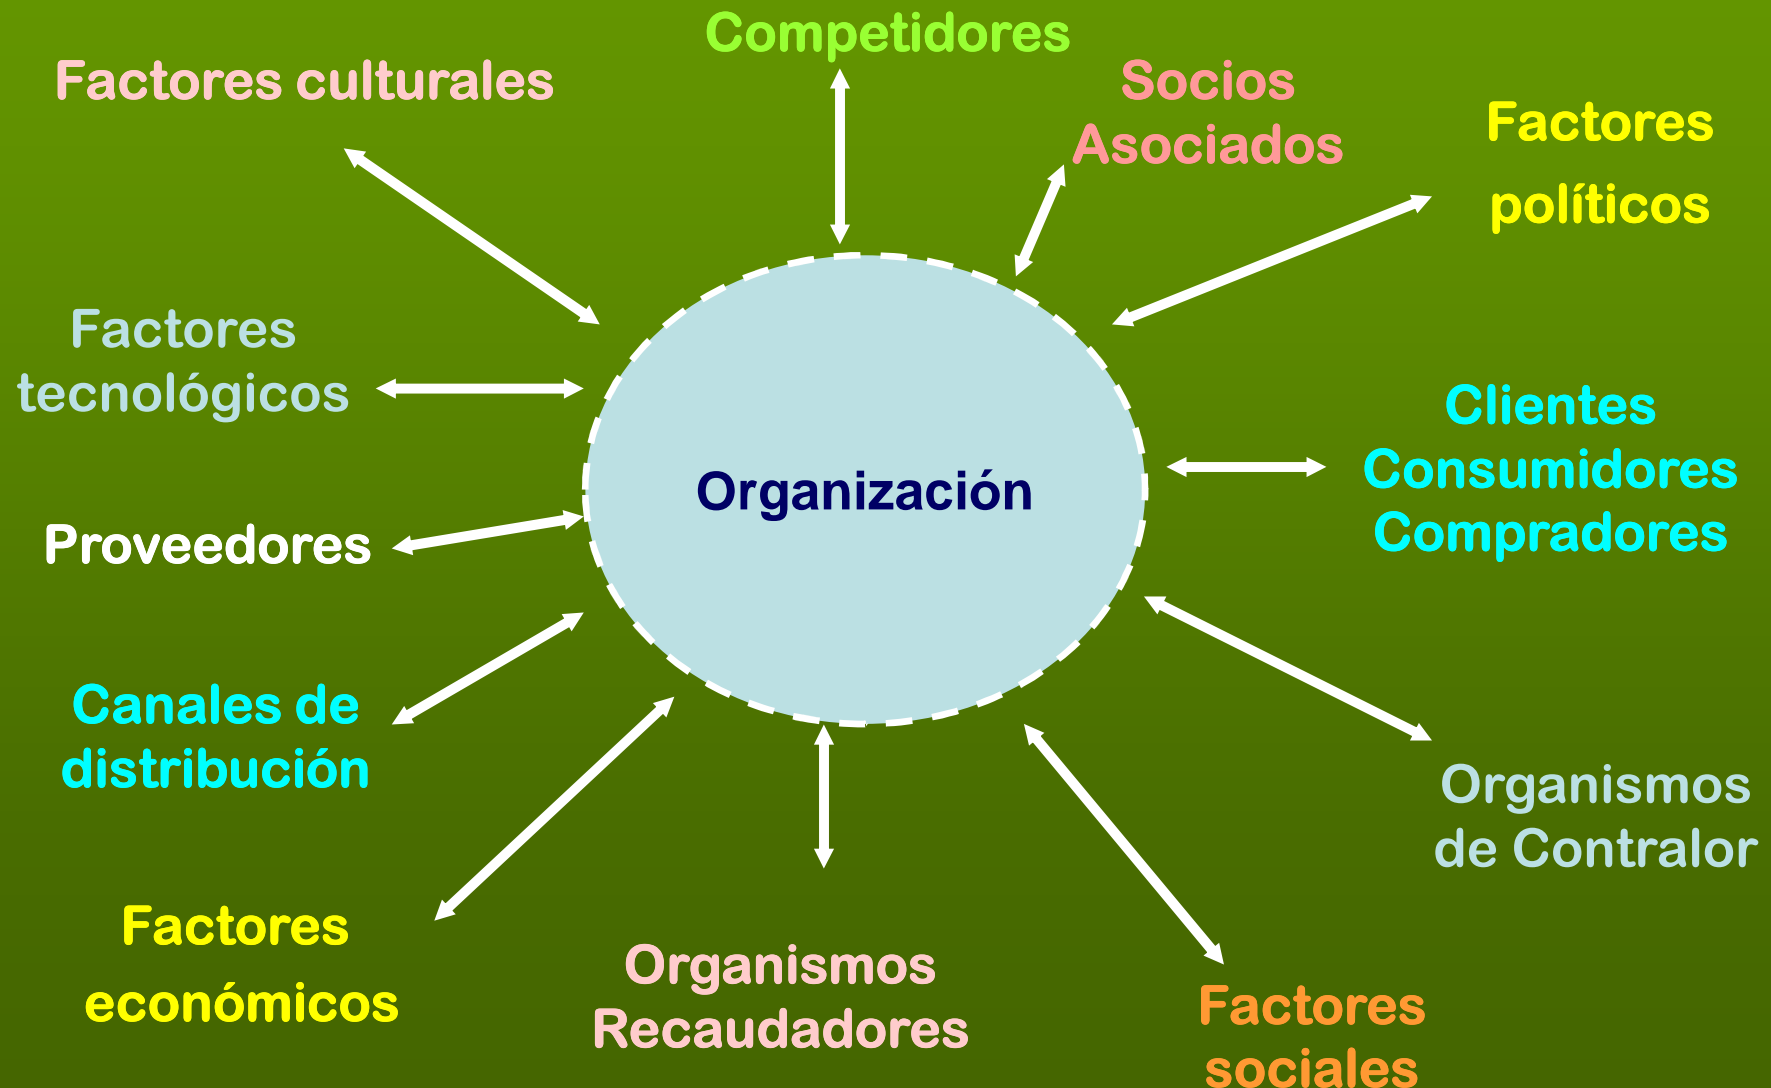 Competidores
Factores culturales
Socios
Asociados
Factores
políticos
Factores
tecnológicos
Clientes
Consumidores
Compradores
Organización
Proveedores
Canales de
distribución
Organismos
de Contralor
Factores
económicos
Organismos
Recaudadores
Factores
sociales